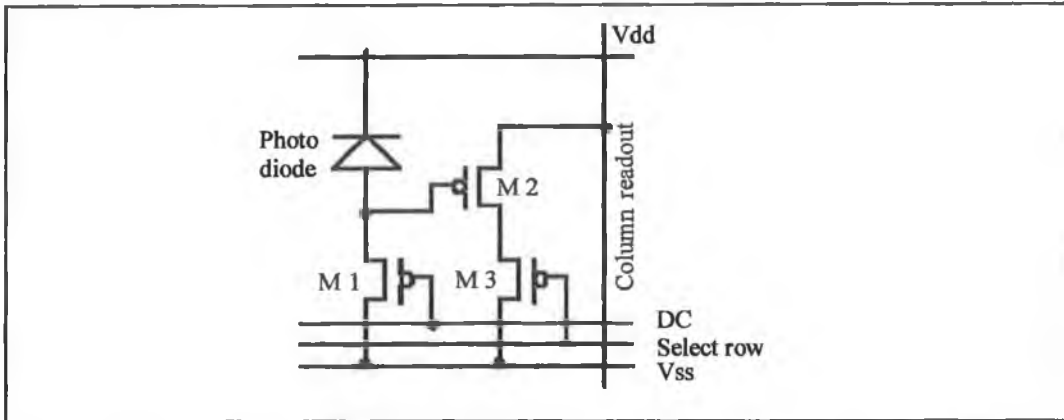 Vdd
Photo
diode
M 2
Column readout
M 1
M 3
DC
Select row
Vss